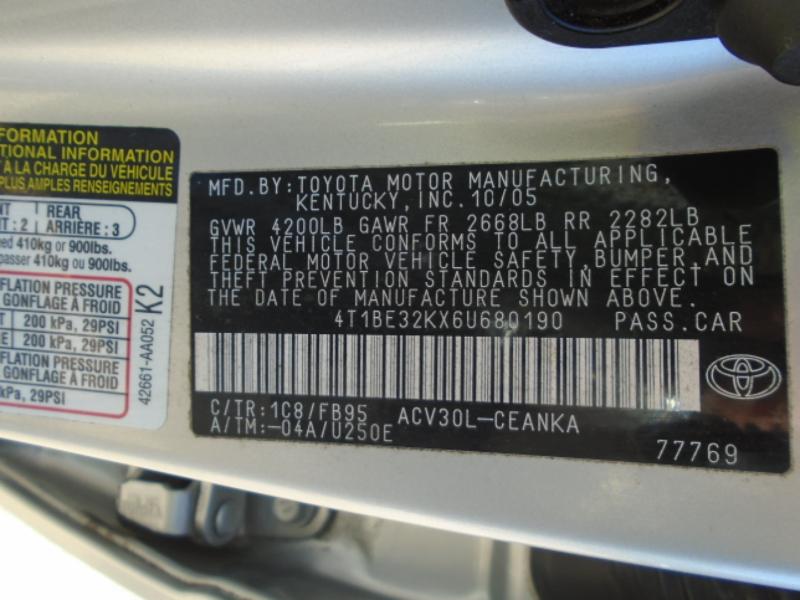 FORMATION
TIONAL INFORMATION
À LA CHARGE DU VÉHICULE
PLUS AMPLES RENSEIGNEMENTS
NT
REAR
NT : 2
ARRIÈRE : 3
eed 410kg or 900lbs.
passer 410kg ou 900lbs.
FLATION PRESSURE
GONFLAGE À FROID
T 200 kPa, 29PSI
E 200 kPa, 29PSI
FLATION PRESSURE
GONFLAGE À FROID
kPa, 29PSI
K2
42661-AA052
MFD. BY: TOYOTA MOTOR MANUFACTURING,
KENTUCKY, INC. 10/05
GVWR 4200LB GAWR FR 2668LB RR 2282LB
THIS VEHICLE CONFORMS TO ALL APPLICABLE
FEDERAL MOTOR VEHICLE SAFETY, BUMPER, AND
THEFT PREVENTION STANDARDS IN EFFECT ON
THE DATE OF MANUFACTURE SHOWN ABOVE.
4T1BE32KX6U680190 PASS.CAR
C/TR: 1C8/FB95 ACV30L-CEANKA
A/TM: -04A/U250E
77769